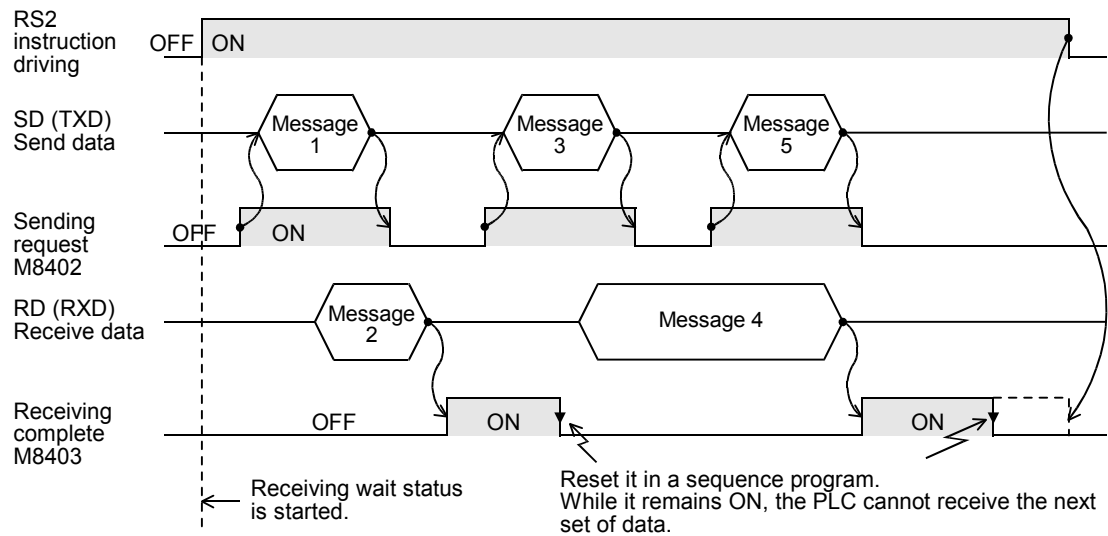 RS2
instruction
driving
OFF
ON
SD (TXD)
Send data
Message
1
Message
3
Message
5
Sending
request
M8402
OFF
ON
RD (RXD)
Receive data
Message
2
Message 4
Receiving
complete
M8403
OFF
ON
ON
Receiving wait status
is started.
Reset it in a sequence program.
While it remains ON, the PLC cannot receive the next
set of data.